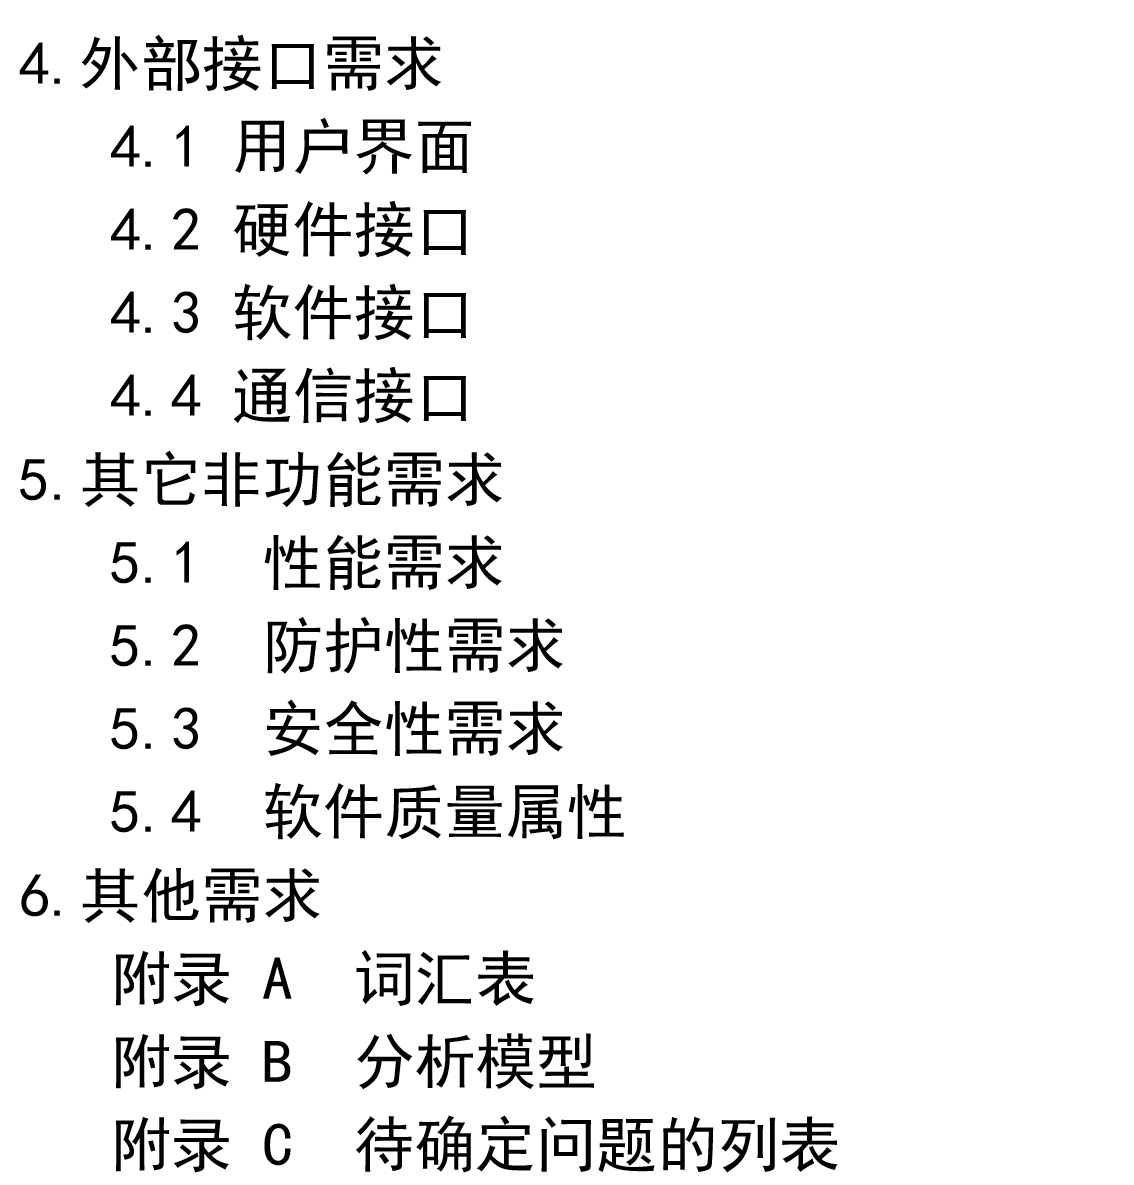 4.外部接口需求
4.1 用户界面
4.2 硬件接口
4.3 软件接口
4.4 通信接口
5.其它非功能需求
5.1 性能需求
5.2 防护性需求
5.3 安全性需求
5.4 软件质量属性
6.其他需求
附录 A 词汇表
附录 B 分析模型
附录 C 待确定问题的列表